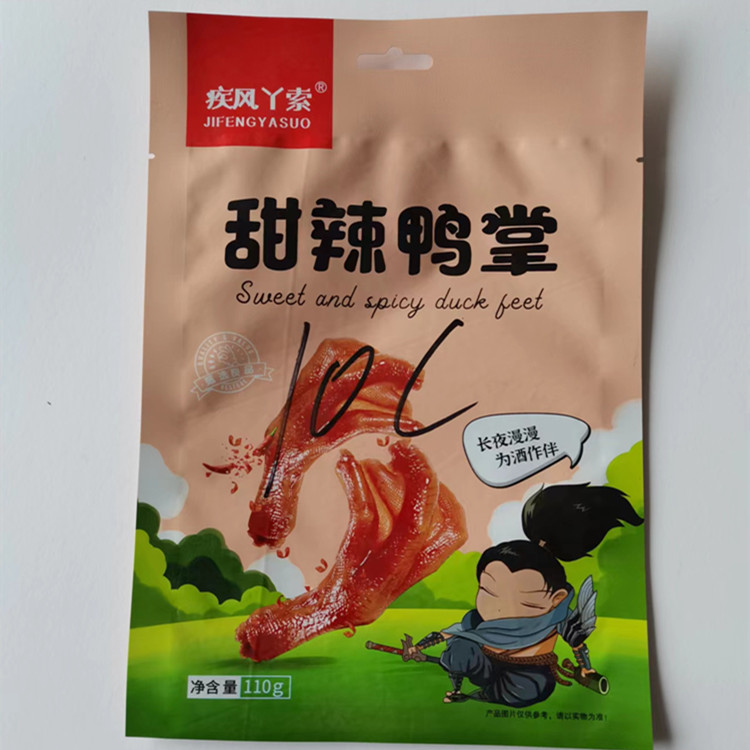 疾风丫索®
JIFENGYASUO
甜辣鸭掌
Sweet and spicy duck feet
10C
长夜漫漫
为酒作伴
净含量 110g
产品图片仅供参考，请以实物为准！